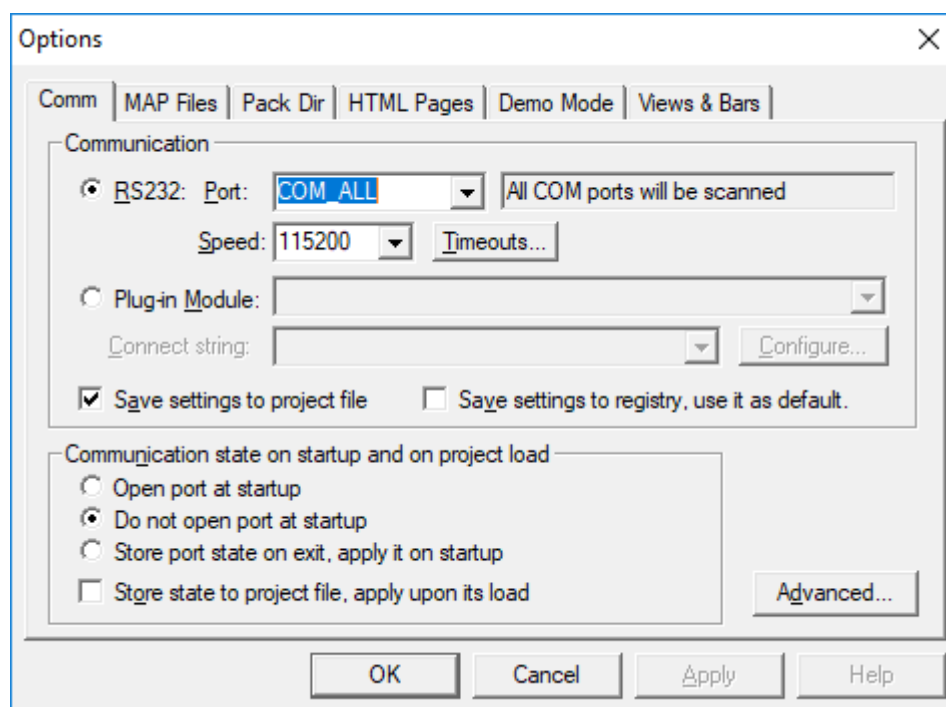 Options
Comm MAP Files Pack Dir HTML Pages Demo Mode Views & Bars
Communication
RS232: Port: COM_ALL All COM ports will be scanned
Speed: 115200 Timeouts...
Plug-in Module:
Connect string: Configure...
Save settings to project file Save settings to registry, use it as default.
Communication state on startup and on project load
Open port at startup
Do not open port at startup
Store port state on exit, apply it on startup
Store state to project file, apply upon its load
Advanced...
OK Cancel Apply Help